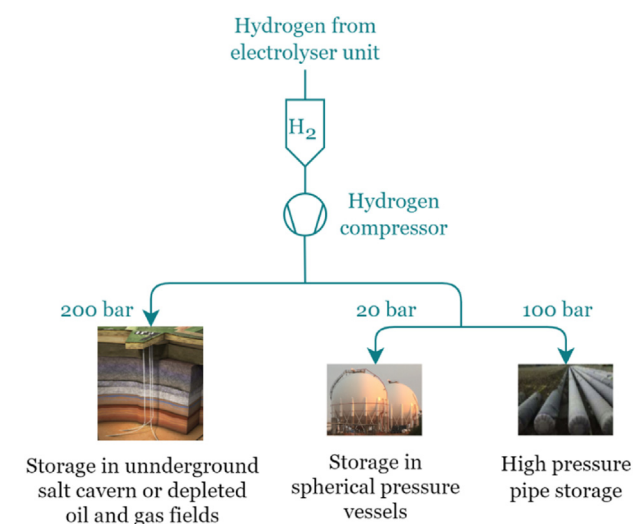 Hydrogen from
electrolyser unit
H2
Hydrogen
compressor
200 bar
20 bar
100 bar
Storage in unnderground
salt cavern or depleted
oil and gas fields
Storage in
spherical pressure
vessels
High pressure
pipe storage